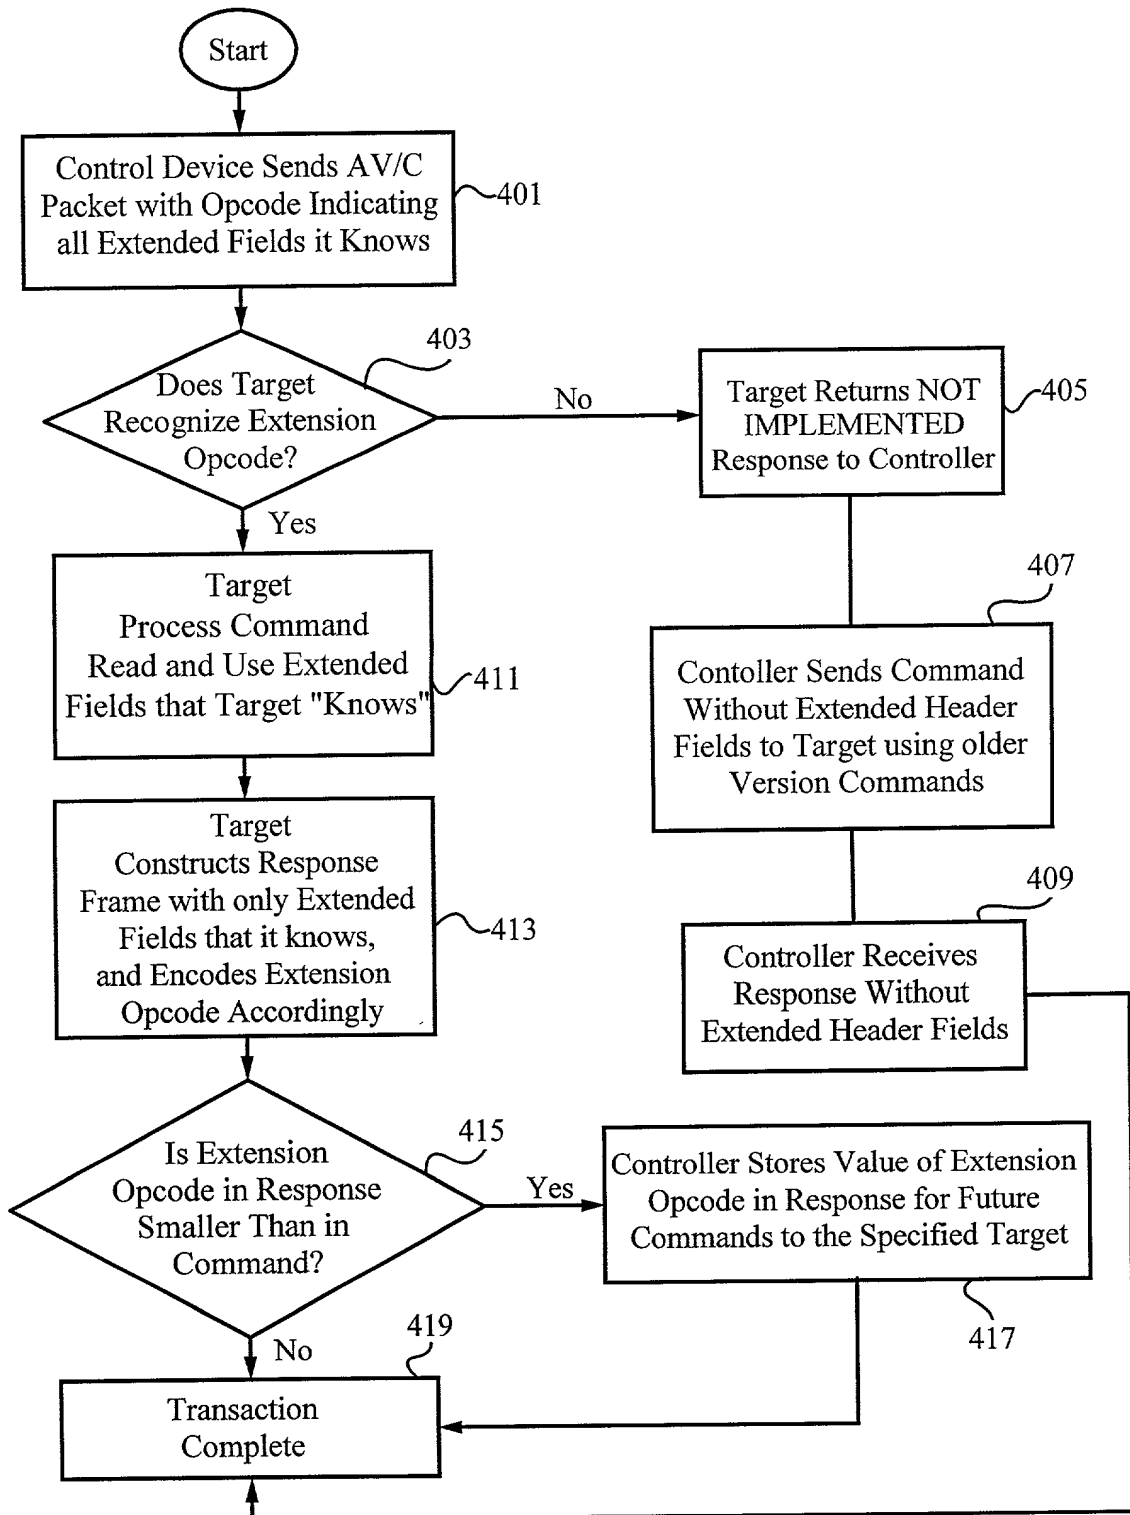 Start
Control Device Sends AV/C
Packet with Opcode Indicating
all Extended Fields it Knows
401
403
Does Target
Recognize Extension
Opcode?
No
Target Returns NOT
IMPLEMENTED
Response to Controller
405
Yes
Target
Process Command
Read and Use Extended
Fields that Target "Knows"
411
407
Contoller Sends Command
Without Extended Header
Fields to Target using older
Version Commands
Target
Constructs Response
Frame with only Extended
Fields that it knows,
and Encodes Extension
Opcode Accordingly
413
409
Controller Receives
Response Without
Extended Header Fields
415
Is Extension
Opcode in Response
Smaller Than in
Command?
Yes
Controller Stores Value of Extension
Opcode in Response for Future
Commands to the Specified Target
417
No
419
Transaction
Complete